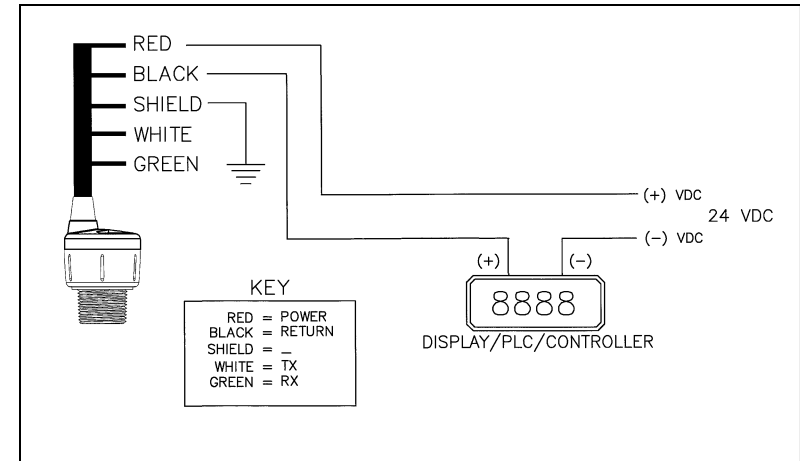 RED
BLACK
SHIELD
WHITE
GREEN
(+) VDC
24 VDC
(-) VDC
(+) (-)
8888
DISPLAY/PLC/CONTROLLER
KEY
RED = POWER
BLACK = RETURN
SHIELD = _
WHITE = TX
GREEN = RX